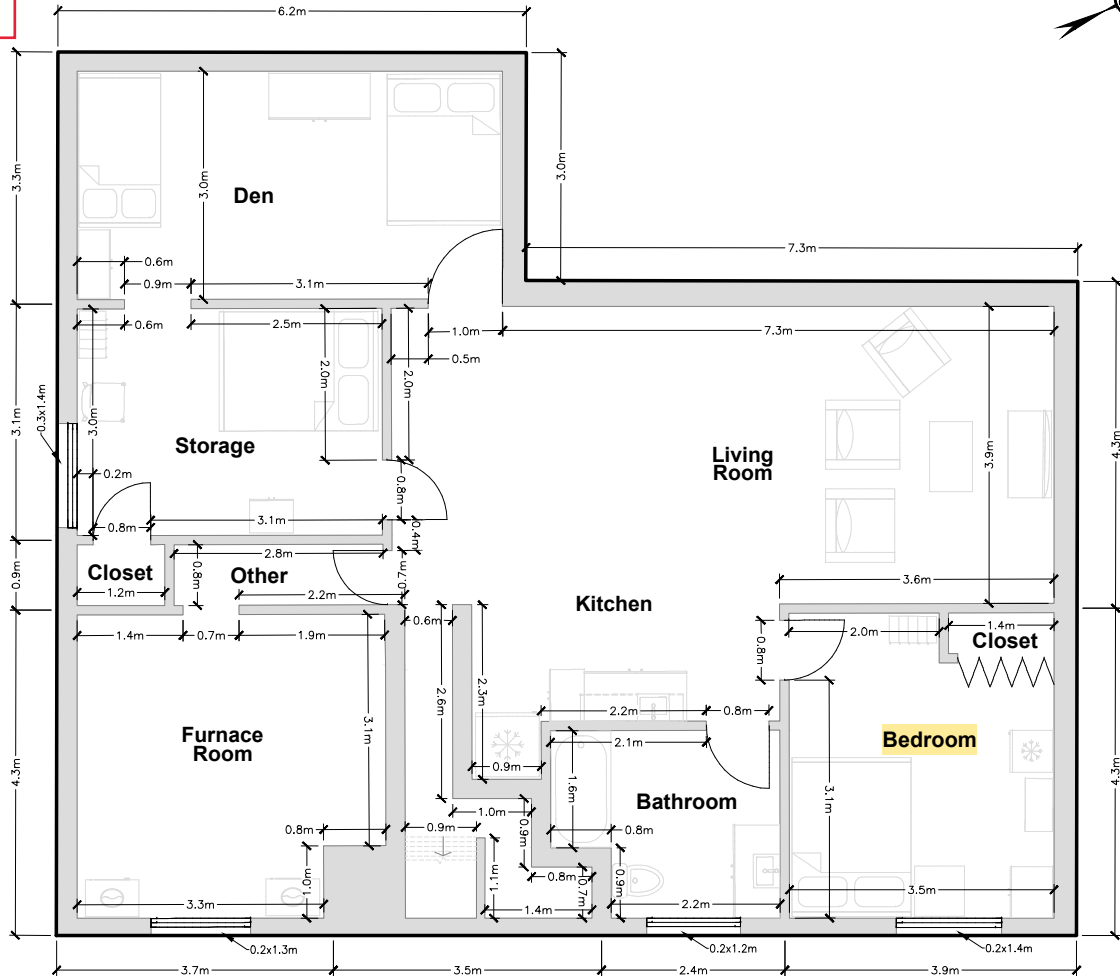 6.2m
3.3m
3.0m
3.0m
Den
7.3m
0.6m
0.9m
3.1m
0.6m
2.5m
1.0m
7.3m
0.5m
2.0m
2.0m
0.3x1.4m
3.1m
3.0m
Storage
Living
Room
3.9m
4.3m
0.2m
0.8m
0.8m
3.1m
0.4m
2.8m
0.9m
Closet
0.8m
Other
0.7m
3.6m
1.2m
2.2m
Kitchen
0.6m
1.4m
0.7m
1.9m
2.0m
1.4m
Closet
0.8m
2.3m
2.6m
3.1m
2.2m
0.8m
Furnace
Room
2.1m
Bedroom
4.3m
4.3m
0.9m
1.6m
3.1m
Bathroom
1.0m
0.8m
0.9m
0.9m
0.8m
1.0m
1.1m
0.8m
0.7m
0.9m
3.3m
1.4m
2.2m
3.5m
0.2x1.3m
0.2x1.2m
0.2x1.4m
3.7m
3.5m
2.4m
3.9m